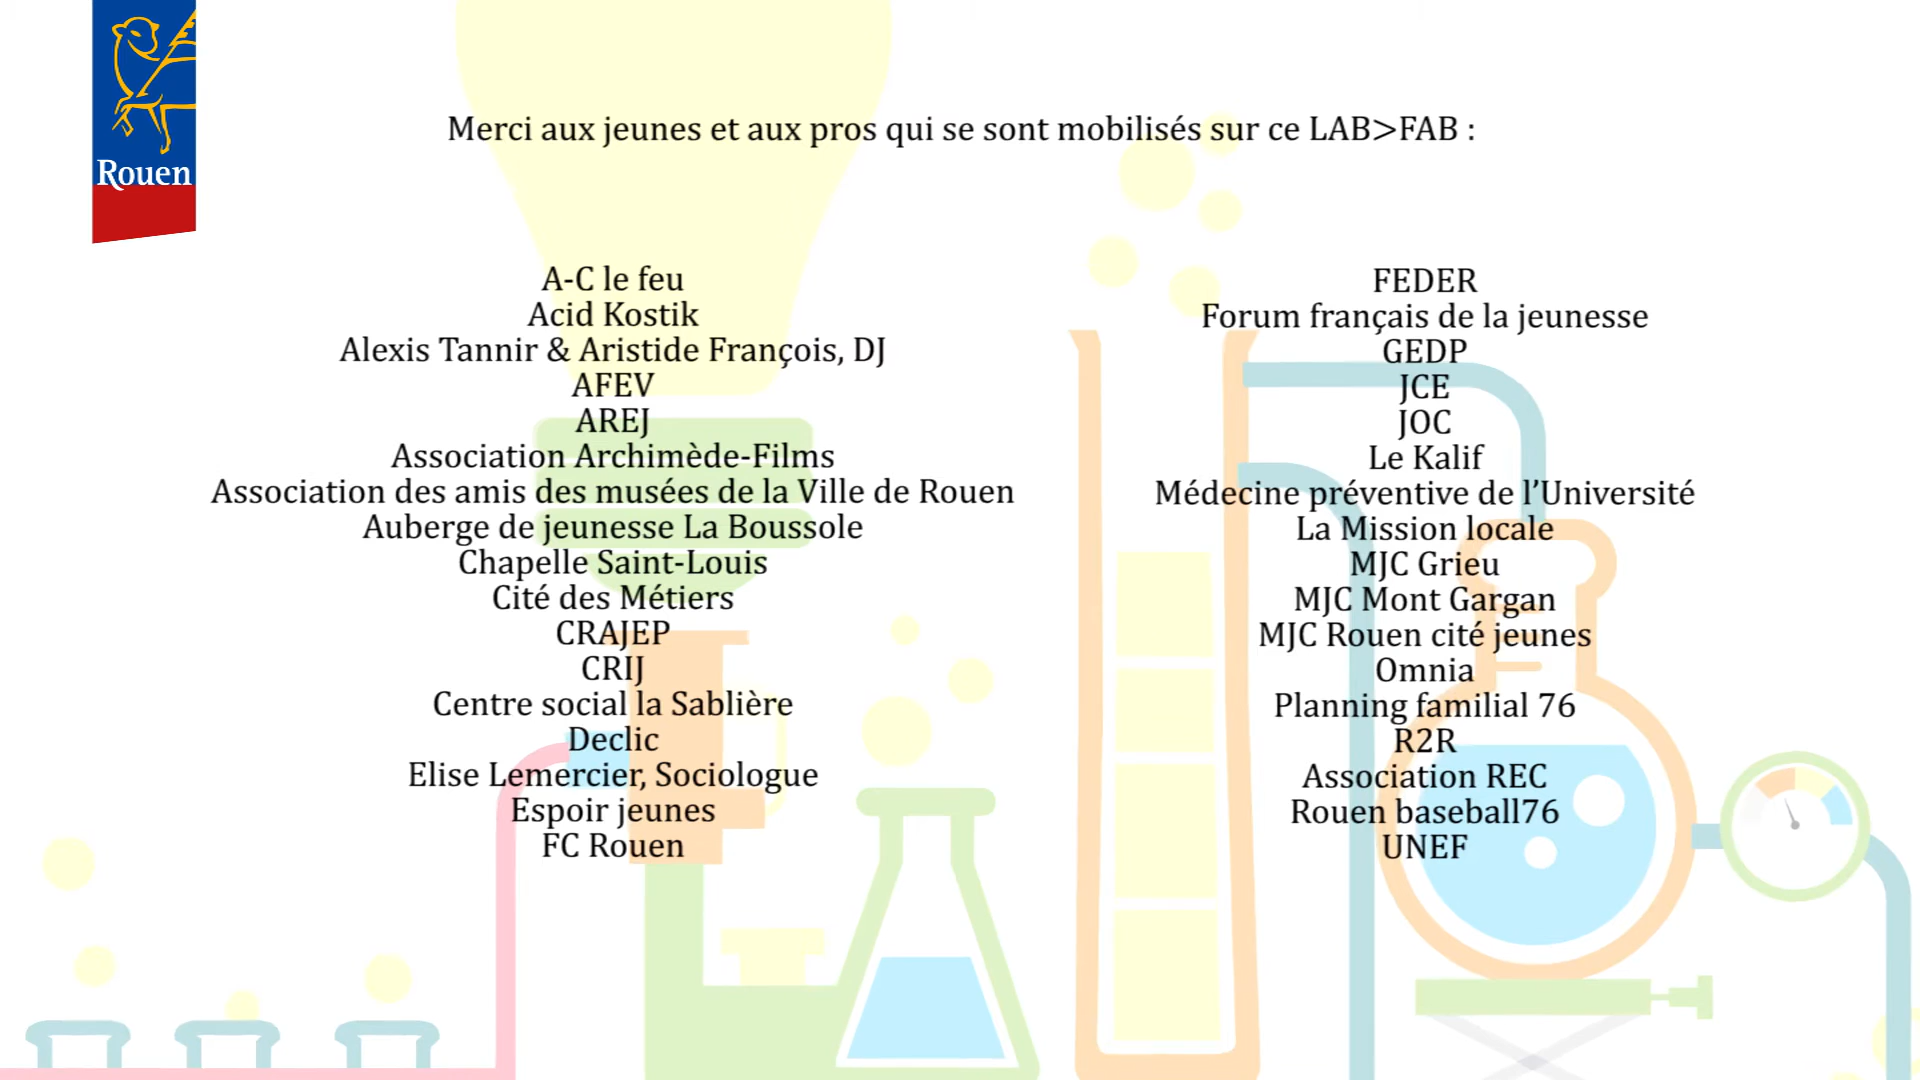 Rouen
Merci aux jeunes et aux pros qui se sont mobilisés sur ce LAB>FAB :
A-C le feu
Acid Kostik
Alexis Tannir & Aristide François, DJ
AFEV
AREJ
Association Archimède-Films
Association des amis des musées de la Ville de Rouen
Auberge de jeunesse La Boussole
Chapelle Saint-Louis
Cité des Métiers
CRAJEP
CRIJ
Centre social la Sablière
Declic
Elise Lemercier, Sociologue
Espoir jeunes
FC Rouen
FEDER
Forum français de la jeunesse
GEDP
JCE
JOC
Le Kalif
Médecine préventive de l’Université
La Mission locale
MJC Grieu
MJC Mont Gargan
MJC Rouen cité jeunes
Omnia
Planning familial 76
R2R
Association REC
Rouen baseball76
UNEF